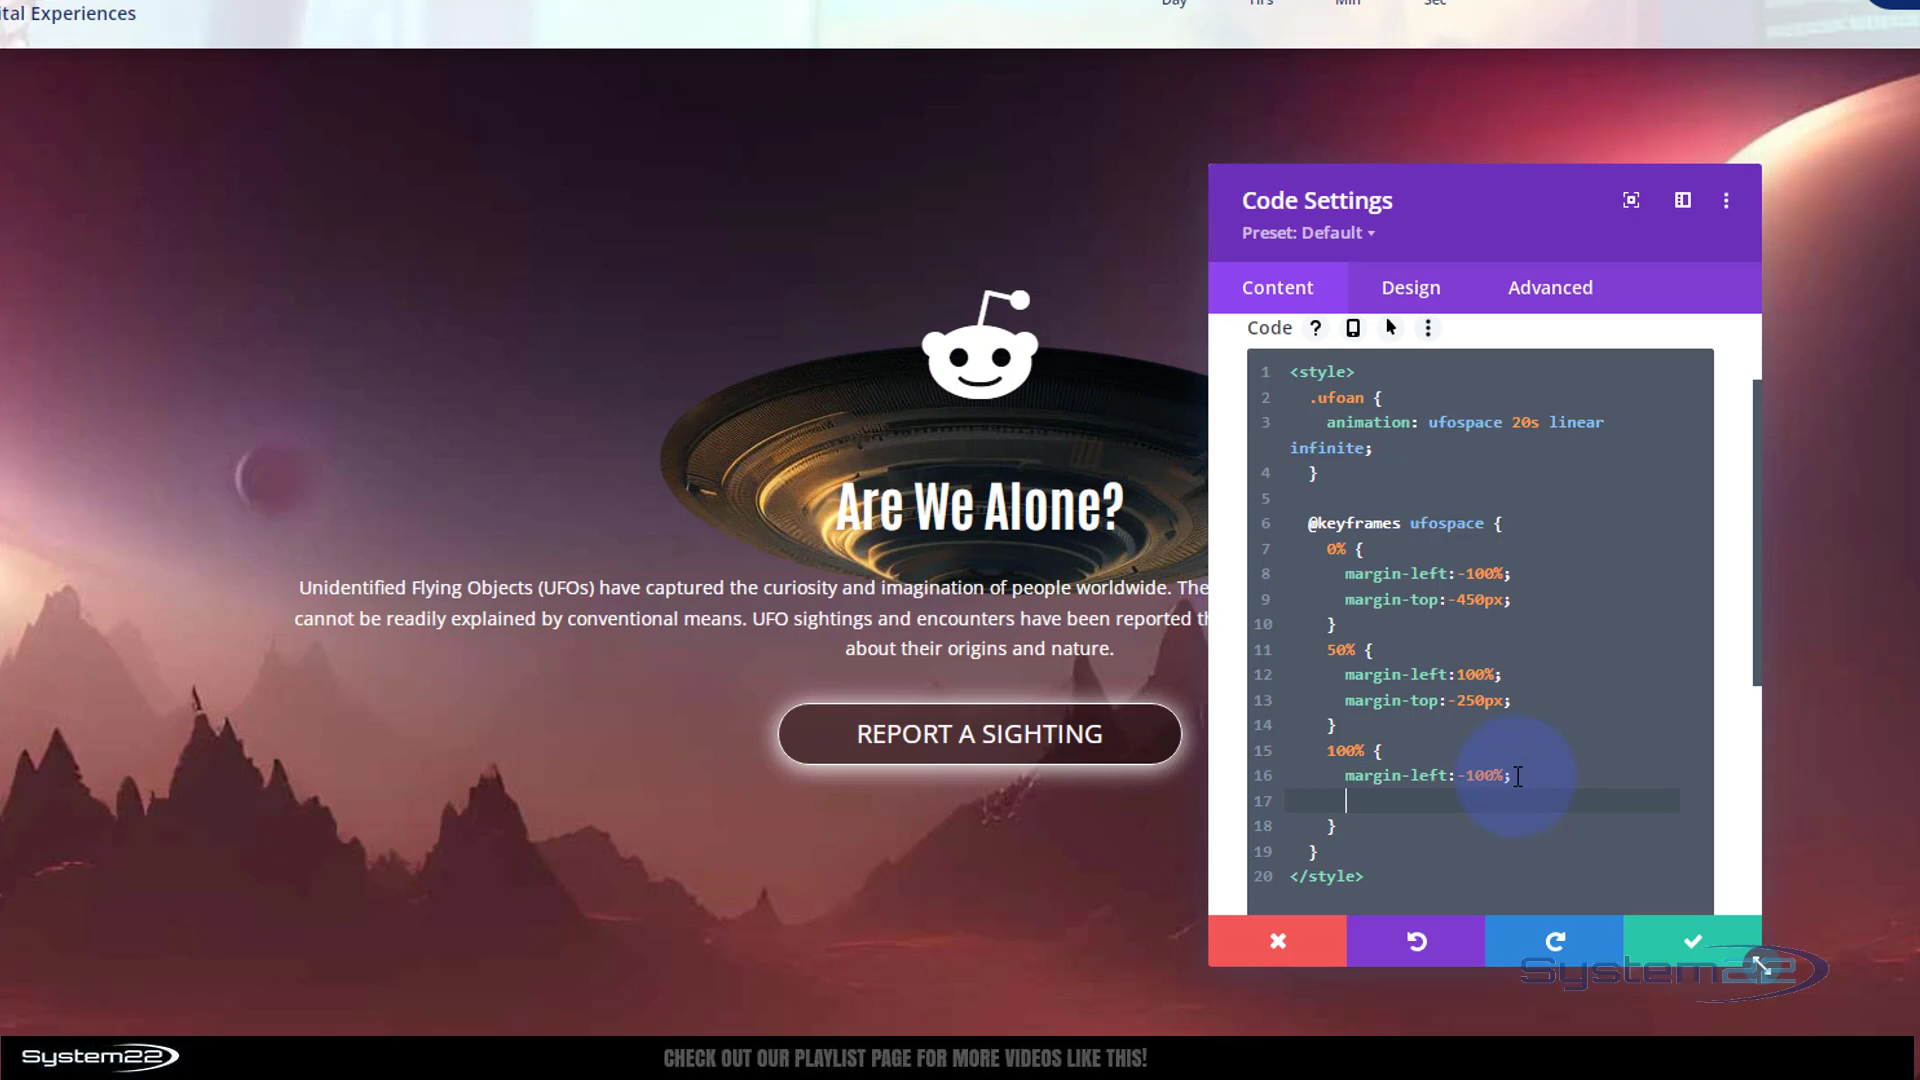 ital Experiences
Day Hrs Min Sec
Code Settings
Preset: Default
Content Design Advanced
Code ?
1 <style>
2 .ufoan {
3 animation: ufospace 20s linear
infinite;
4 }
5
6 @keyframes ufospace {
7 0% {
8 margin-left:-100%;
9 margin-top:-450px;
10 }
11 50% {
12 margin-left:100%;
13 margin-top:-250px;
14 }
15 100% {
16 margin-left:-100%;
17
18 }
19 }
20 </style>
Are We Alone?
Unidentified Flying Objects (UFOs) have captured the curiosity and imagination of people worldwide. The
cannot be readily explained by conventional means. UFO sightings and encounters have been reported th
about their origins and nature.
REPORT A SIGHTING
System22
System22
CHECK OUT OUR PLAYLIST PAGE FOR MORE VIDEOS LIKE THIS!